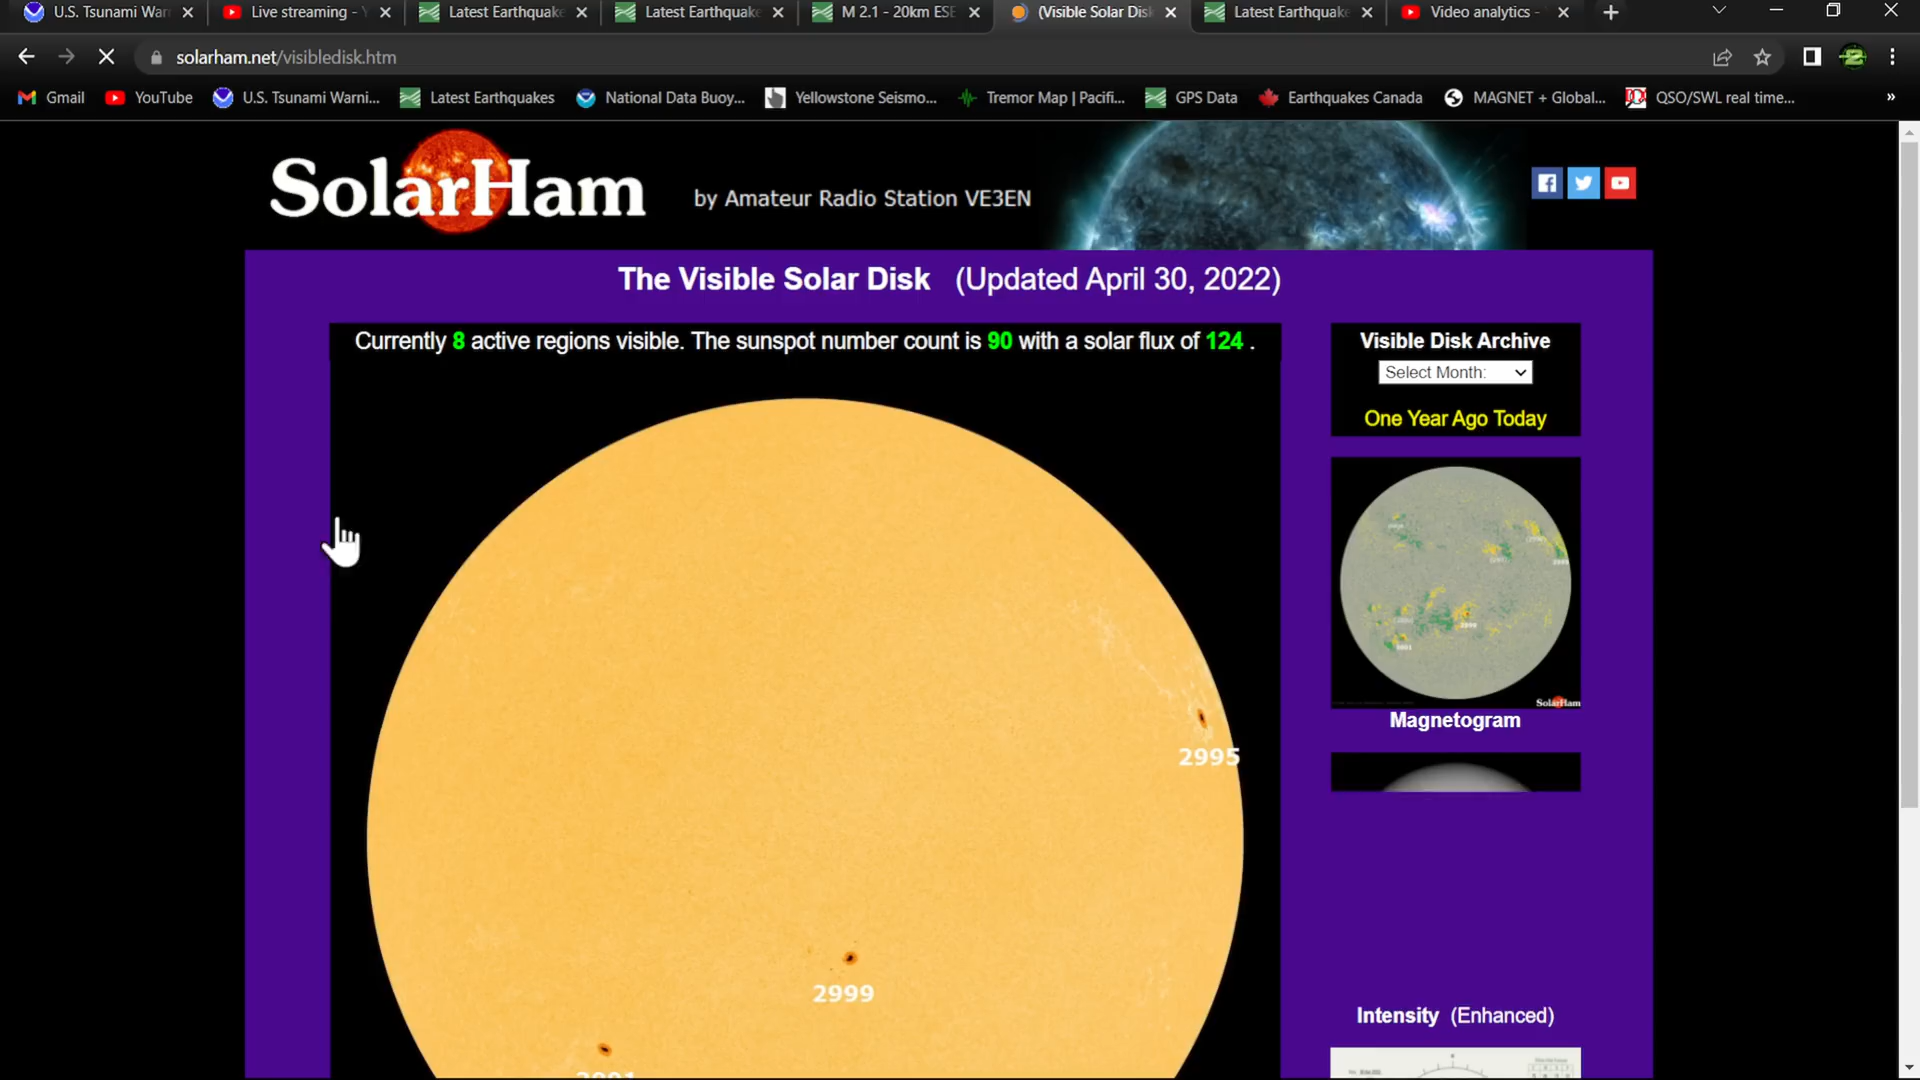 U.S. Tsunami Warn
Live streaming - Y
Latest Earthquake
Latest Earthquake
M 2.1 - 20km ESE
(Visible Solar Disk
Latest Earthquake
Video analytics -
solarham.net/visibledisk.htm
Gmail
YouTube
U.S. Tsunami Warni...
Latest Earthquakes
National Data Buoy...
Yellowstone Seismo...
Tremor Map | Pacifi...
GPS Data
Earthquakes Canada
MAGNET + Global...
QSO/SWL real time...
»
SolarHam
by Amateur Radio Station VE3EN
The Visible Solar Disk (Updated April 30, 2022)
Currently 8 active regions visible. The sunspot number count is 90 with a solar flux of 124 .
2995
2999
Visible Disk Archive
Select Month:
One Year Ago Today
2999
SolarHam
Magnetogram
Intensity (Enhanced)